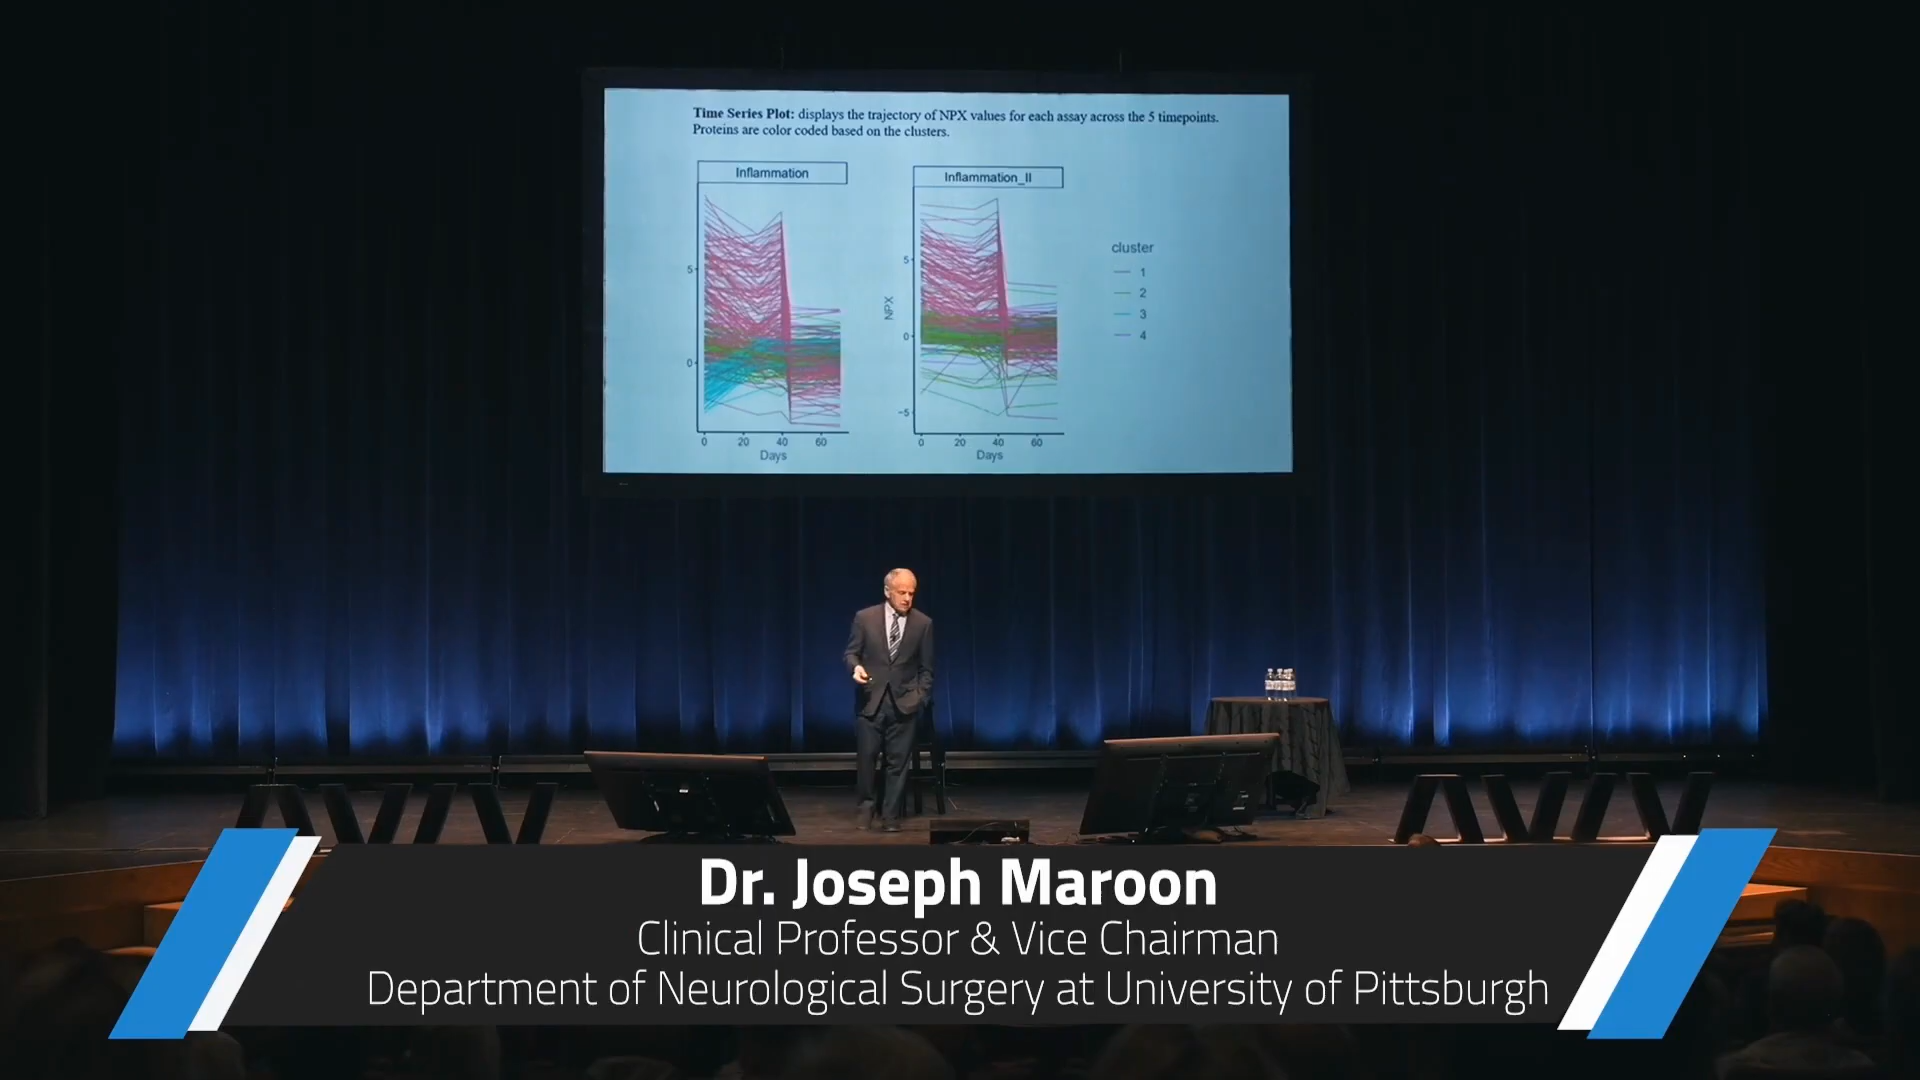 Time Series Plot: displays the trajectory of NPX values for each assay across the 5 timepoints.
Proteins are color coded based on the clusters.
Inflammation
Inflammation_II
cluster
1
2
3
4
NPX
5
0
5
0
-5
0 20 40 60
0 20 40 60
Days
Days
Dr. Joseph Maroon
Clinical Professor & Vice Chairman
Department of Neurological Surgery at University of Pittsburgh